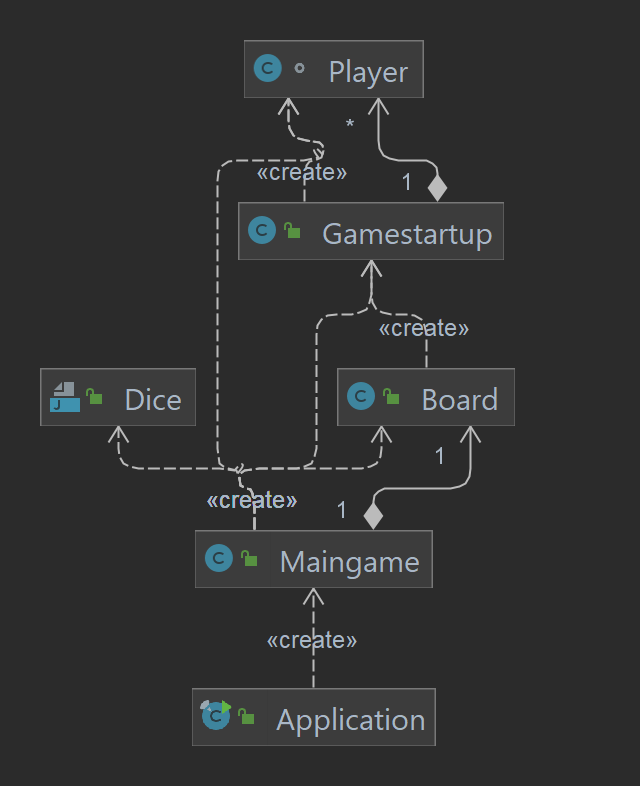 Player
*
«create»
1
Gamestartup
«create»
Dice
Board
1
«create»
1
Maingame
«create»
Application